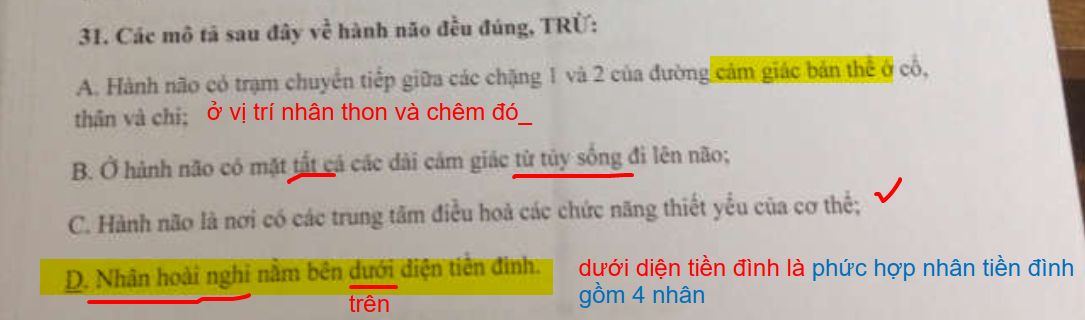 31. Các mô tả sau đây về hành não đều đúng, TRỪ:
A. Hành não có trạm chuyển tiếp giữa các chặng 1 và 2 của đường cảm giác bản thể ở cổ,
thân và chi; ở vị trí nhân thon và chêm đó_
B. Ở hành não có mặt tất cả các dải cảm giác từ tủy sống đi lên não;
C. Hành não là nơi có các trung tâm điều hoà các chức năng thiết yếu của cơ thể;
D. Nhân hoài nghi nằm bên dưới diện tiền đình. dưới diện tiền đình là phức hợp nhân tiền đình
trên gồm 4 nhân